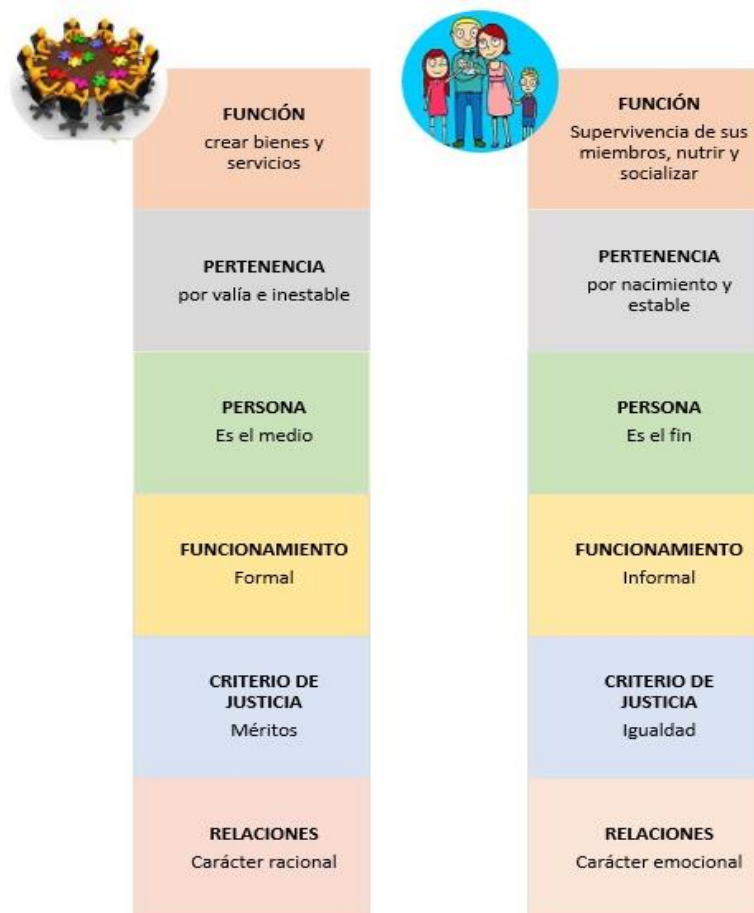 FUNCIÓN
crear bienes y
servicios
PERTENENCIA
por valía e inestable
PERSONA
Es el medio
FUNCIONAMIENTO
Formal
CRITERIO DE
JUSTICIA
Méritos
RELACIONES
Carácter racional
FUNCIÓN
Supervivencia de sus
miembros, nutrir y
socializar
PERTENENCIA
por nacimiento y
estable
PERSONA
Es el fin
FUNCIONAMIENTO
Informal
CRITERIO DE
JUSTICIA
Igualdad
RELACIONES
Carácter emocional